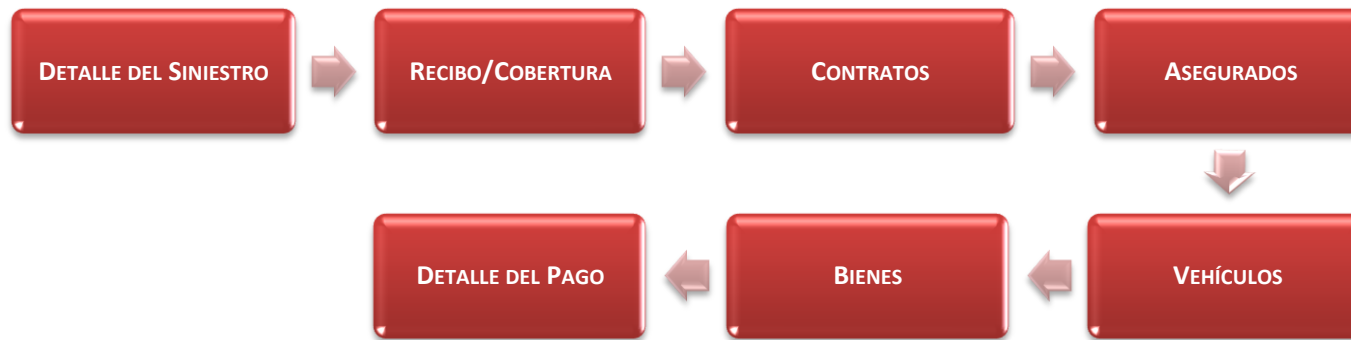 Detalle del Siniestro
Recibo/Cobertura
Contratos
Asegurados
Vehículos
Bienes
Detalle del Pago